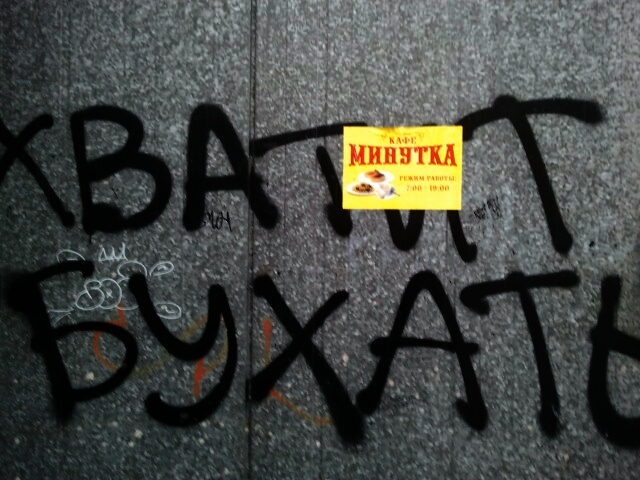 ХВАТИТ
КАФЕ
МИНУТКА
РЕЖИМ РАБОТЫ:
7:00 - 19:00
БУХАТЬ